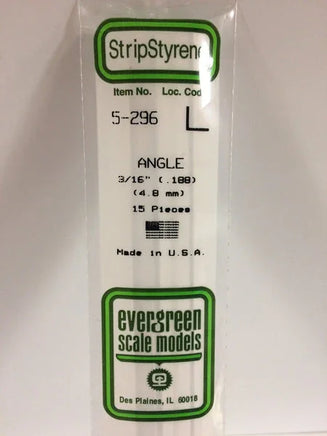 StripStyrene
Item No. Loc. Code
5-296
ANGLE
3/16" (.188)
(4.8 mm)
15 Pieces
Made in U.S.A.
evergreen
scale models
Des Plaines, IL 60018